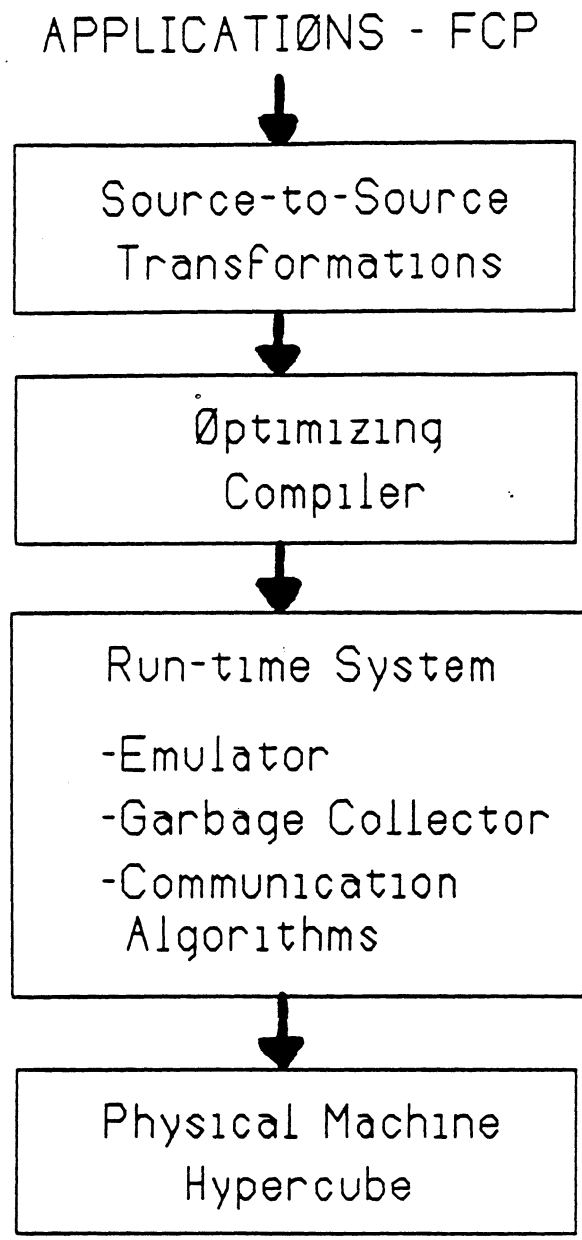 APPLICATIØNS - FCP
Source-to-Source
Transformations
Øptimizing
Compiler
Run-time System
-Emulator
-Garbage Collector
-Communication
Algorithms
Physical Machine
Hypercube